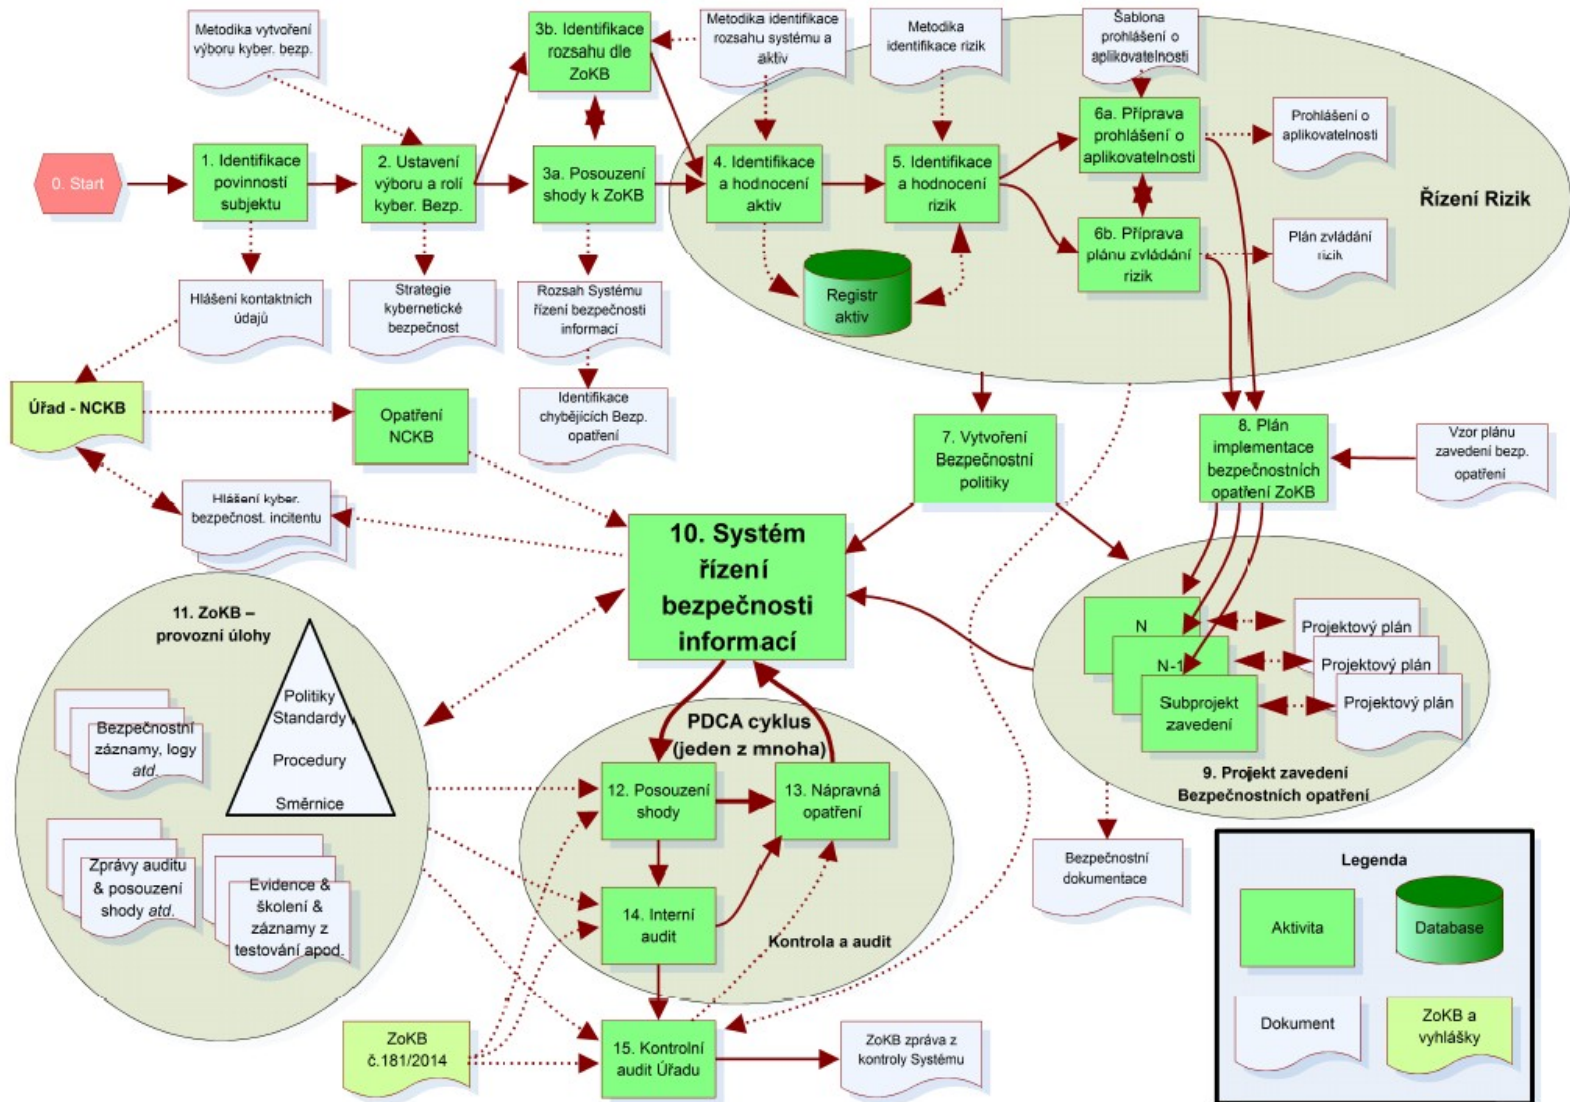 Metodika vytvoření
výboru kyber. bezp.
3b. Identifikace
rozsahu dle
ZoKB
Metodika identifikace
rozsahu systému a
aktiv
Metodika
identifikace rizik
Šablona
prohlášení o
aplikovatelnosti
0. Start
1. Identifikace
povinností
subjektu
2. Ustavení
výboru a rolí
kyber. Bezp.
3a. Posouzení
shody k ZoKB
4. Identifikace
a hodnocení
aktiv
5. Identifikace
a hodnocení
rizik
6a. Příprava
prohlášení o
aplikovatelnosti
Prohlášení o
aplikovatelnosti
Řízení Rizik
6b. Příprava
plánu zvládání
rizik
Plán zvládání
rizik
Hlášení kontaktních
údajů
Strategie
kybernetické
bezpečnost
Rozsah Systému
řízení bezpečnosti
informací
Registr
aktiv
Úřad - NCKB
Opatření
NCKB
Identifikace
chybějících Bezp.
opatření
7. Vytvoření
Bezpečnostní
politiky
8. Plán
implementace
bezpečnostních
opatření ZoKB
Vzor plánu
zavedení bezp.
opatření
Hlášení kyber.
bezpečnost. incitentu
10. Systém
řízení
bezpečnosti
informací
11. ZoKB –
provozní úlohy
Politiky
Standardy
Procedury
Směrnice
Bezpečnostní
záznamy, logy
atd.
Zprávy auditu
& posouzení
shody atd.
Evidence &
školení &
záznamy z
testování apod.
N
N-1
Subprojekt
zavedení
Projektový plán
Projektový plán
Projektový plán
9. Projekt zavedení
Bezpečnostních opatření
PDCA cyklus
(jeden z mnoha)
12. Posouzení
shody
13. Nápravná
opatření
14. Interní
audit
Kontrola a audit
Bezpečnostní
dokumentace
ZoKB
č.181/2014
15. Kontrolní
audit Úřadu
ZoKB zpráva z
kontroly Systému
Legenda
Aktivita
Database
Dokument
ZoKB a
vyhlášky